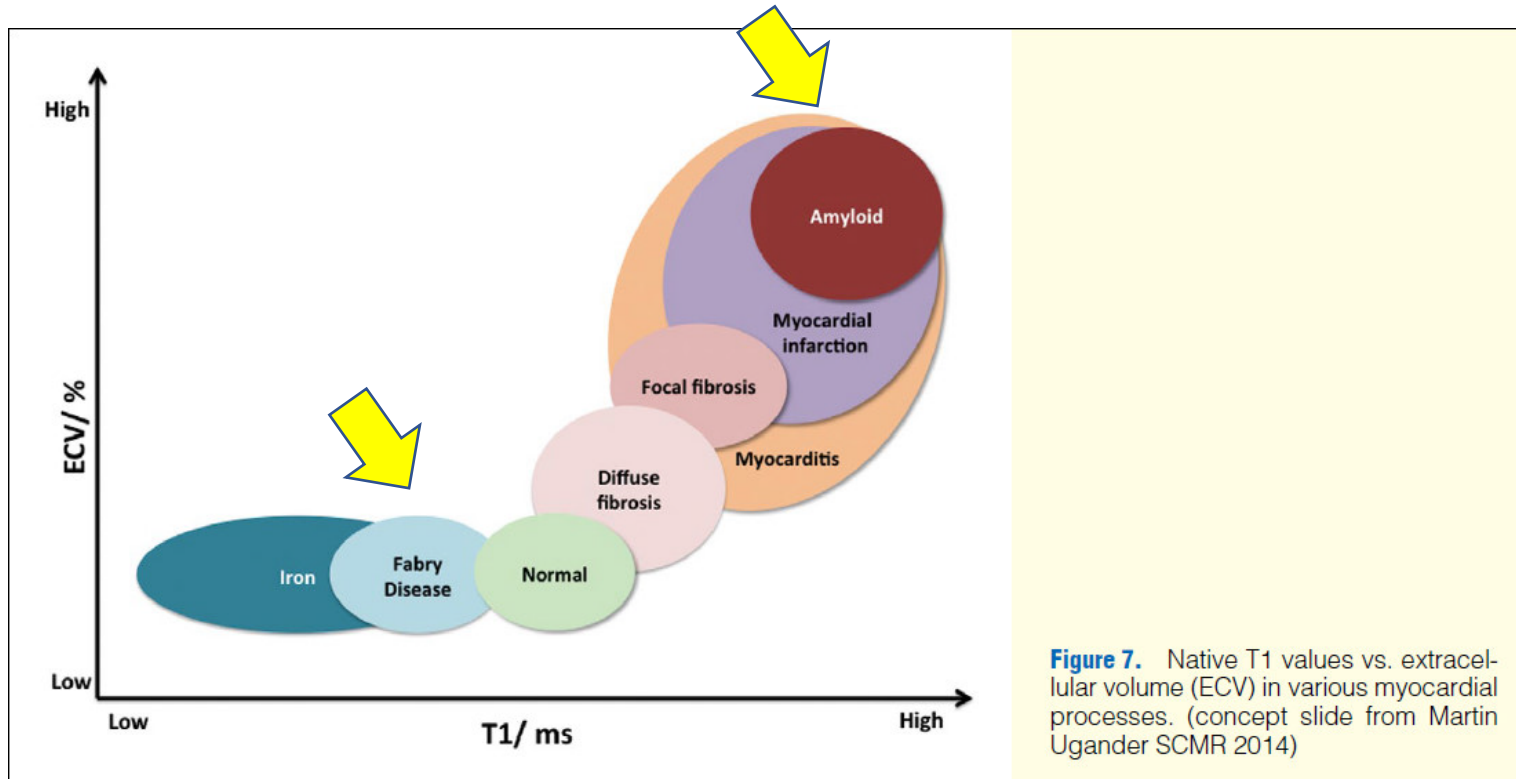 High
ECV/ %
Low
Low
T1/ ms
High
Amyloid
Myocardial
infarction
Focal fibrosis
Myocarditis
Diffuse
fibrosis
Iron
Fabry
Disease
Normal
Figure 7. Native T1 values vs. extracel-
lular volume (ECV) in various myocardial
processes. (concept slide from Martin
Ugander SCMR 2014)